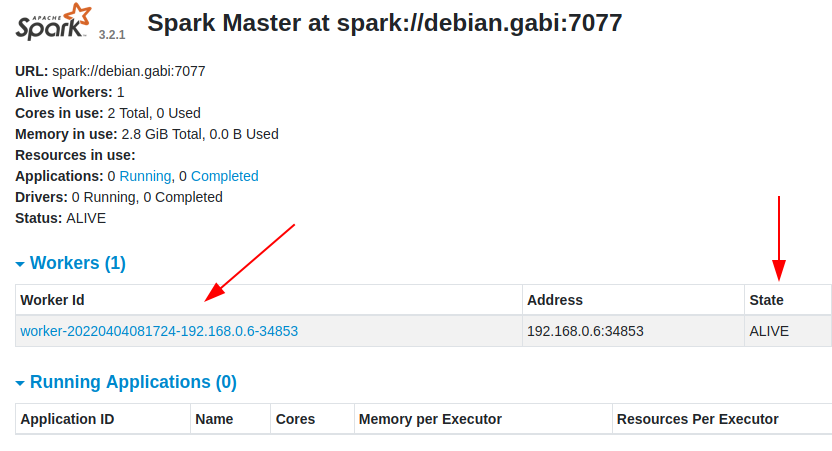 APACHE
Spark 3.2.1 Spark Master at spark://debian.gabi:7077
URL: spark://debian.gabi:7077
Alive Workers: 1
Cores in use: 2 Total, 0 Used
Memory in use: 2.8 GiB Total, 0.0 B Used
Resources in use:
Applications: 0 Running, 0 Completed
Drivers: 0 Running, 0 Completed
Status: ALIVE
Workers (1)
Worker Id Address State
worker-20220404081724-192.168.0.6-34853 192.168.0.6:34853 ALIVE
Running Applications (0)
Application ID Name Cores Memory per Executor Resources Per Executor